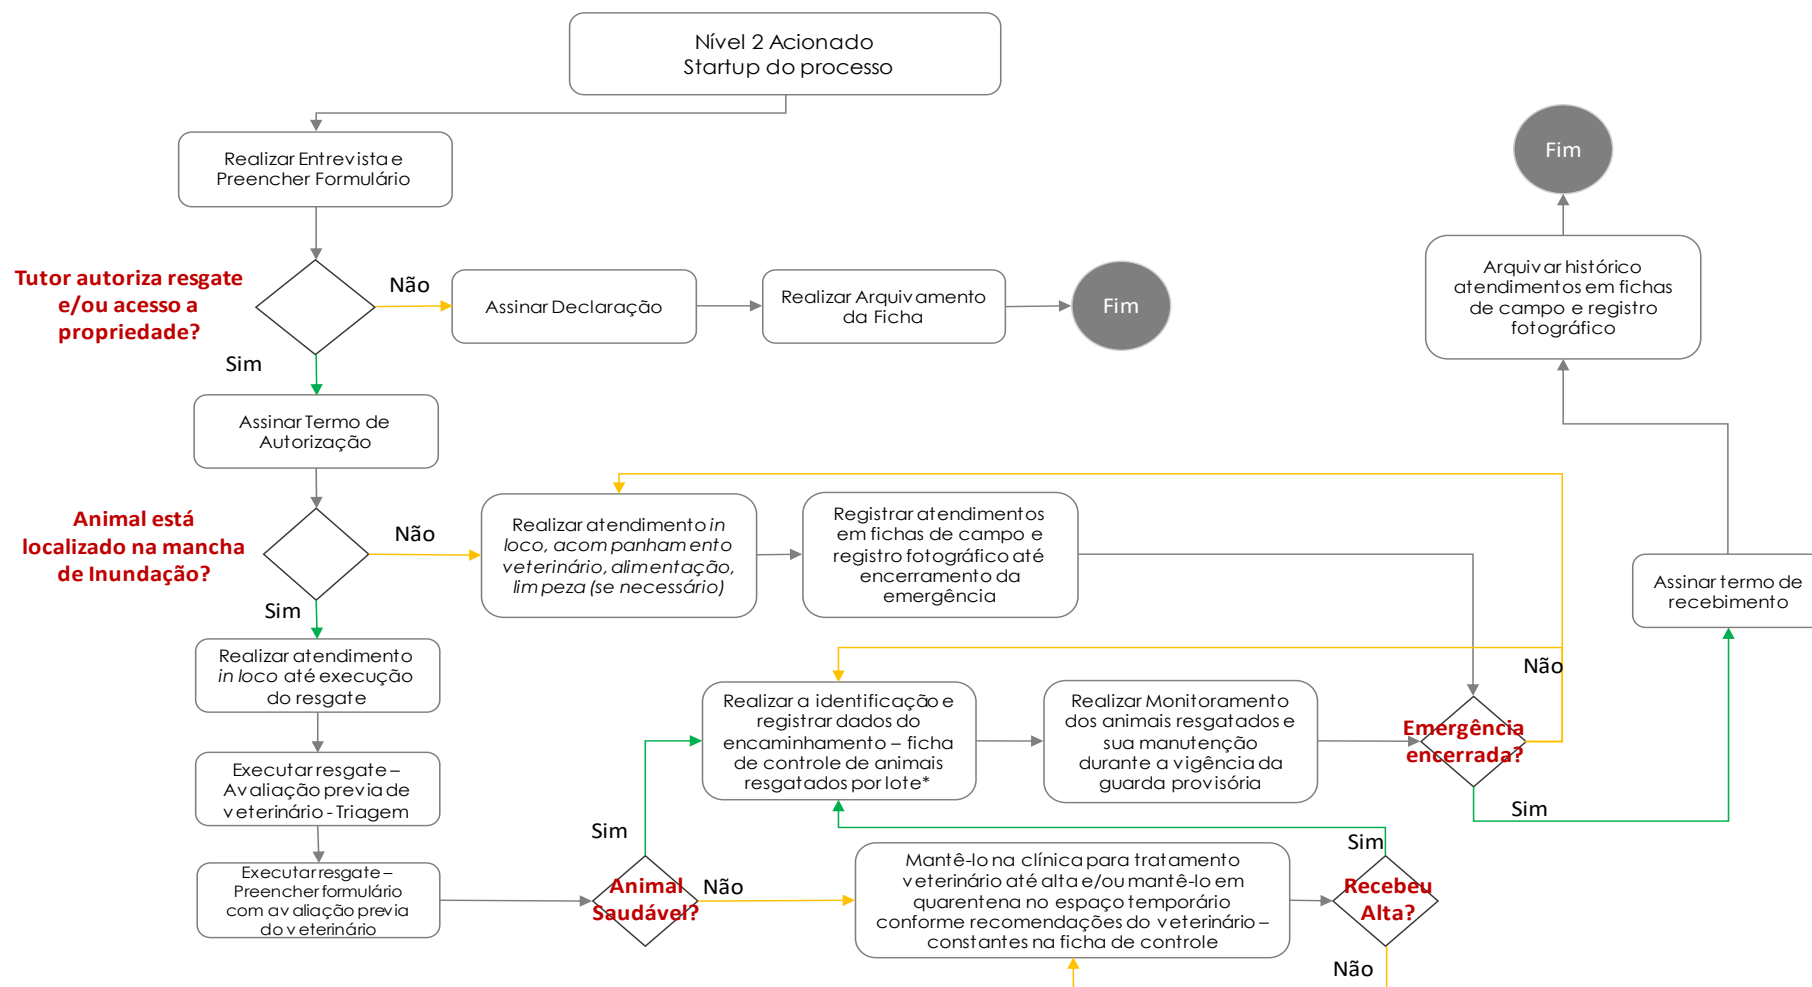 Nível 2 Acionado
Startup do processo
Realizar Entrevista e
Preencher Formulário
Fim
Tutor autoriza resgate
e/ou acesso a
propriedade?
Não
Assinar Declaração
Realizar Arquivamento
da Ficha
Fim
Arquivar histórico
atendimentos em fichas
de campo e registro
fotográfico
Sim
Assinar Termo de
Autorização
Animal está
localizado na mancha
de Inundação?
Não
Realizar atendimento in
loco, acompanhamento
veterinário, alimentação,
limpeza (se necessário)
Registrar atendimentos
em fichas de campo e
registro fotográfico até
encerramento da
emergência
Assinar termo de
recebimento
Sim
Realizar atendimento
in loco até execução
do resgate
Realizar a identificação e
registrar dados do
encaminhamento – ficha
de controle de animais
resgatados por lote*
Realizar Monitoramento
dos animais resgatados e
sua manutenção
durante a vigência da
guarda provisória
Não
Emergência
encerrada?
Sim
Executar resgate –
Avaliação previa de
veterinário - Triagem
Executar resgate –
Preencher formulário
com avaliação previa
do veterinário
Sim
Animal
Saudável?
Não
Mantê-lo na clínica para tratamento
veterinário até alta e/ou mantê-lo em
quarentena no espaço temporário
conforme recomendações do veterinário –
constantes na ficha de controle
Sim
Recebeu
Alta?
Não